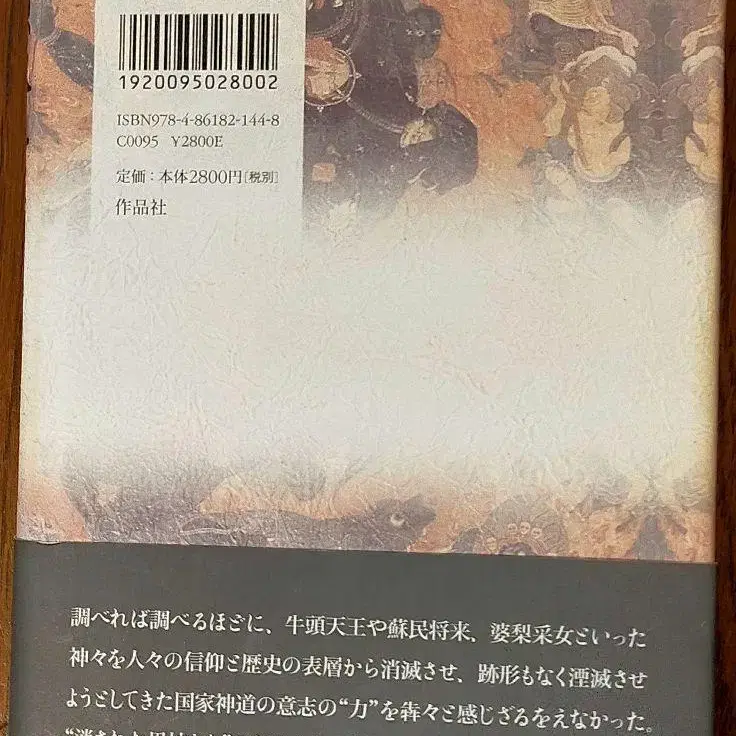 1920095028002
ISBN978-4-86182-144-8
C0095 Y2800E
定価:本体2800円[税別]
作品社
調べれば調べるほどに、牛頭天王や蘇民将来、婆梨采女といった
神々を人々の信仰と歴史の表層から消滅させ、跡形もなく湮滅させ
ようとしてきた国家神道の意志の“力”を犇々と感じざるをえなかった。